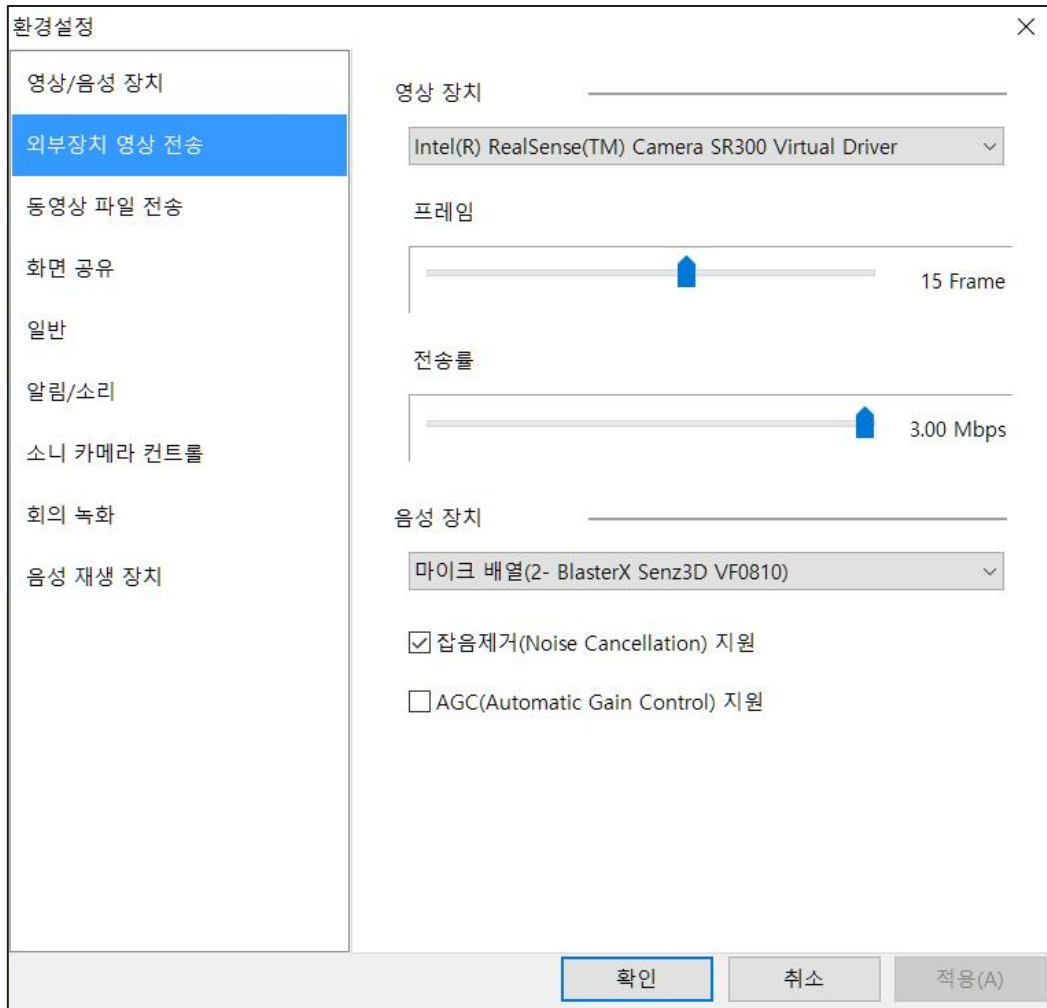 환경설정
영상/음성 장치
외부장치 영상 전송
동영상 파일 전송
화면 공유
일반
알림/소리
소니 카메라 컨트롤
회의 녹화
음성 재생 장치
영상 장치
Intel(R) RealSense(TM) Camera SR300 Virtual Driver
프레임
15 Frame
전송률
3.00 Mbps
음성 장치
마이크 배열(2- BlasterX Senz3D VF0810)
잡음제거(Noise Cancellation) 지원
AGC(Automatic Gain Control) 지원
확인
취소
적용(A)